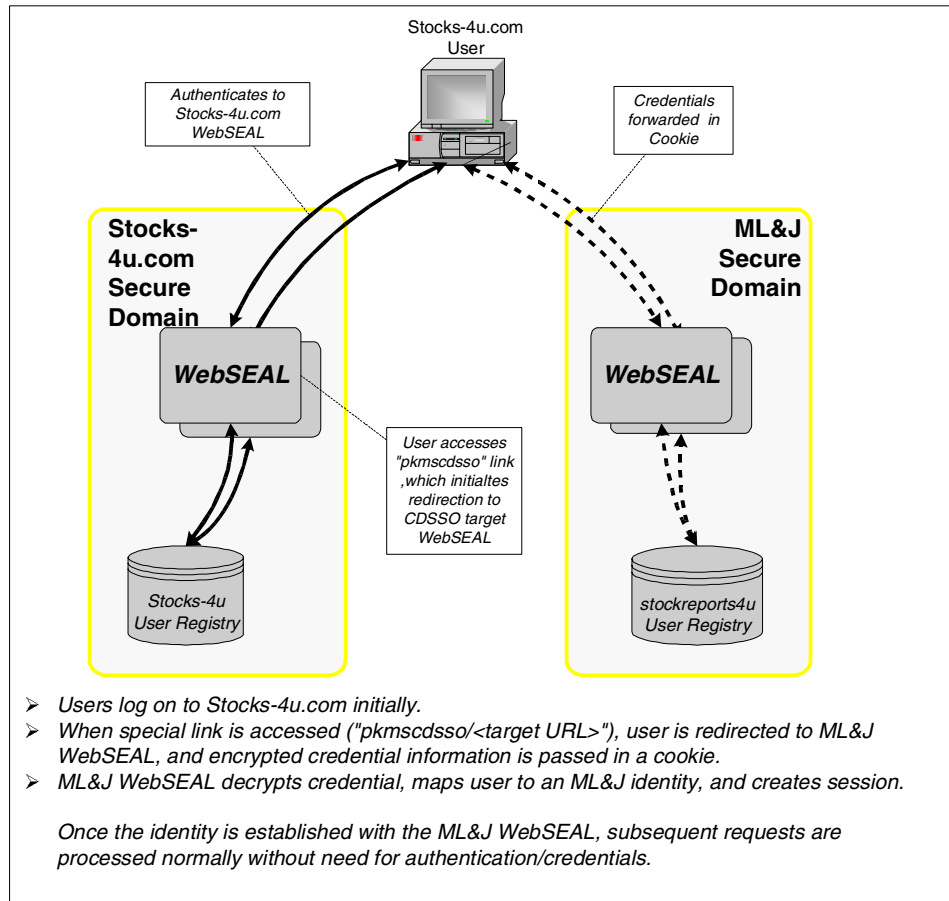 Stocks-4u.com
User
Authenticates to
Stocks-4u.com
WebSEAL
Credentials
forwarded in
Cookie
Stocks-
4u.com
Secure
Domain
ML&J
Secure
Domain
WebSEAL
WebSEAL
User accesses
"pkmscdsso" link
,which initialtes
redirection to
CDSSO target
WebSEAL
Stocks-4u
User Registry
stockreports4u
User Registry
➢ Users log on to Stocks-4u.com initially.
➢ When special link is accessed ("pkmscdsso/<target URL>"), user is redirected to ML&J
WebSEAL, and encrypted credential information is passed in a cookie.
➢ ML&J WebSEAL decrypts credential, maps user to an ML&J identity, and creates session.
Once the identity is established with the ML&J WebSEAL, subsequent requests are
processed normally without need for authentication/credentials.